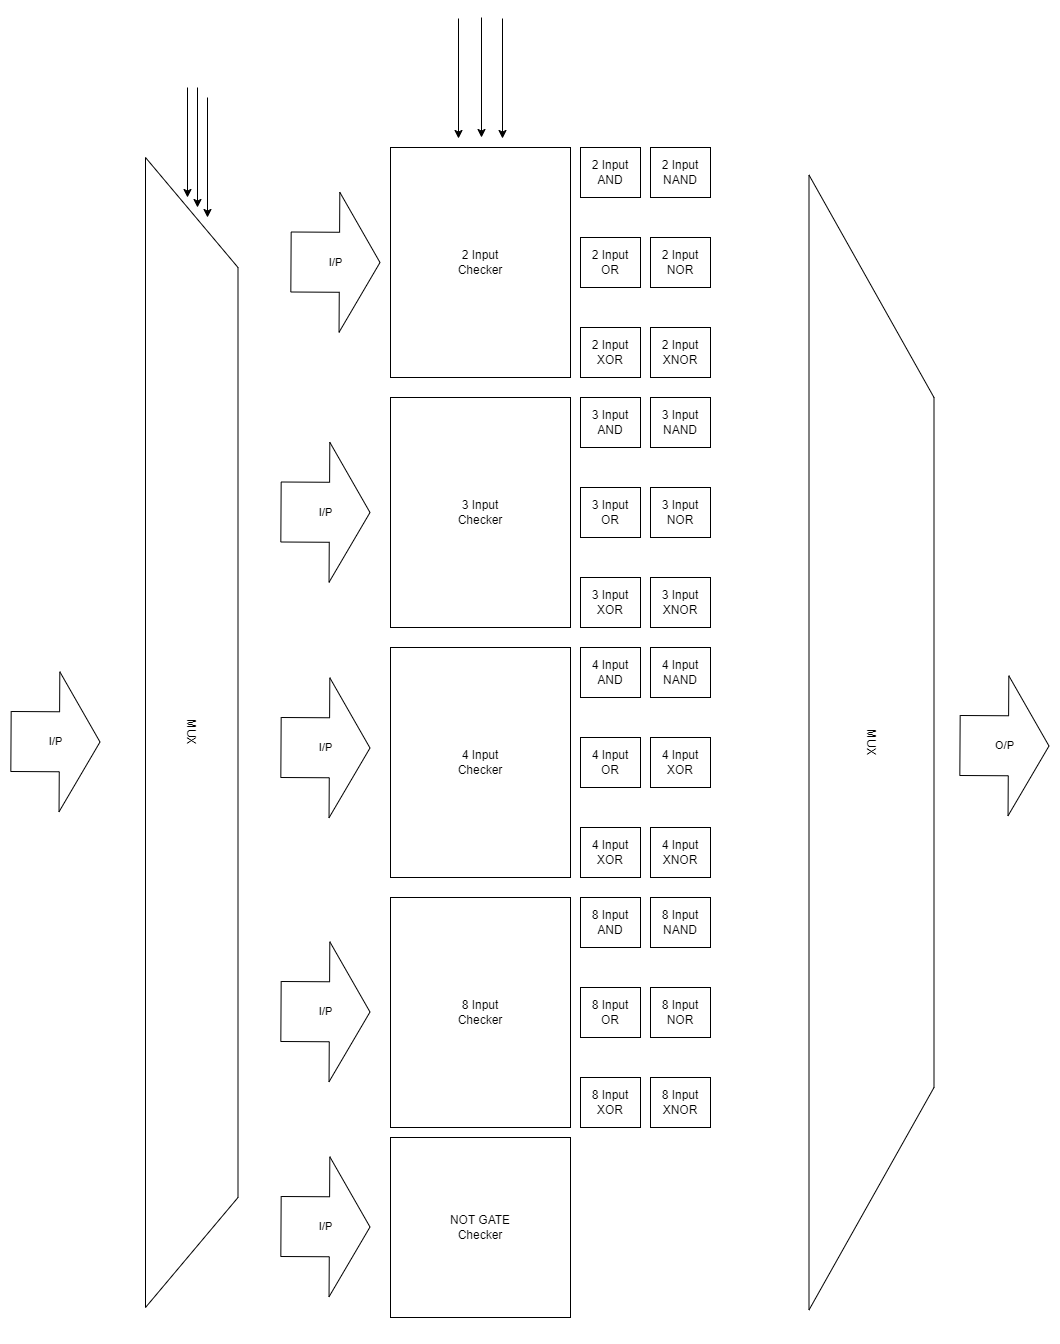 2 Input
AND
2 Input
NAND
I/P
2 Input
Checker
2 Input
OR
2 Input
NOR
2 Input
XOR
2 Input
XNOR
3 Input
AND
3 Input
NAND
I/P
3 Input
Checker
3 Input
OR
3 Input
NOR
3 Input
XOR
3 Input
XNOR
4 Input
AND
4 Input
NAND
I/P
MUX
I/P
4 Input
Checker
4 Input
OR
4 Input
XOR
MUX
O/P
4 Input
XOR
4 Input
XNOR
8 Input
AND
8 Input
NAND
I/P
8 Input
Checker
8 Input
OR
8 Input
NOR
8 Input
XOR
8 Input
XNOR
I/P
NOT GATE
Checker